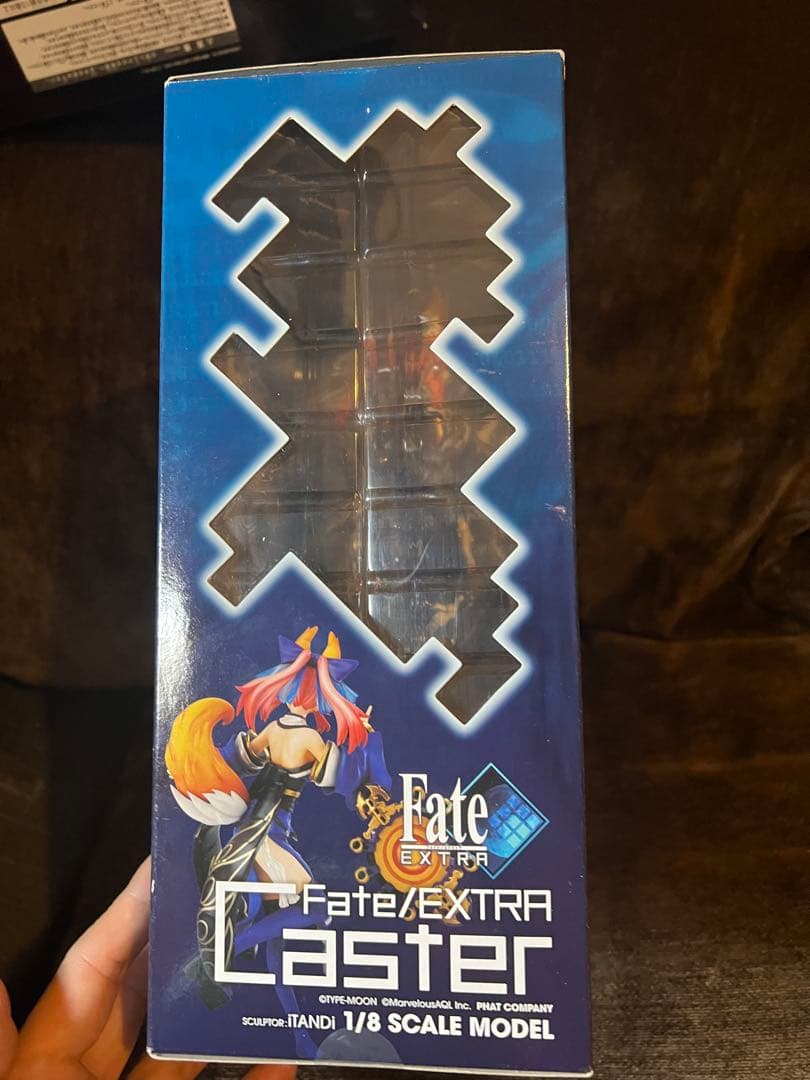 Fate
EXTRA
Fate/EXTRA
Caster
©TYPE-MOON ©MarvelousAQL Inc. PHAT COMPANY
SCULPTOR:iTANDi 1/8 SCALE MODEL